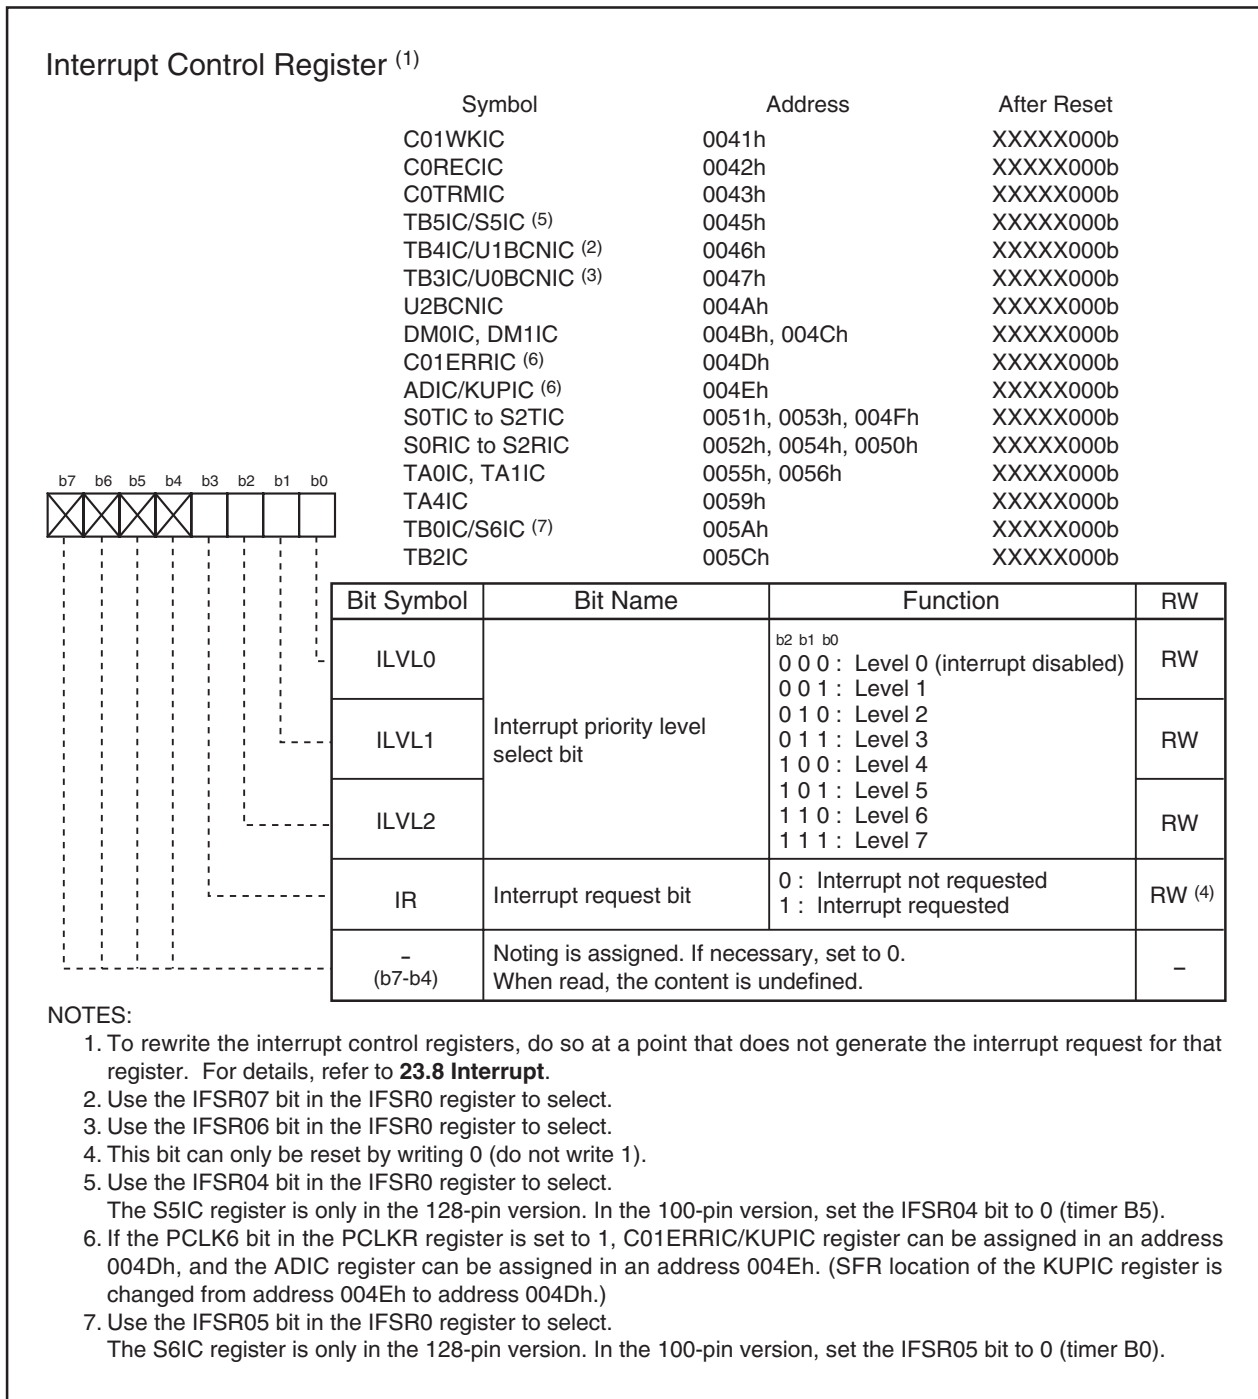 Interrupt Control Register (1)
Symbol Address After Reset
C01WKIC 0041h XXXXX000b
C0RECIC 0042h XXXXX000b
C0TRMIC 0043h XXXXX000b
TB5IC/S5IC (5) 0045h XXXXX000b
TB4IC/U1BCNIC (2) 0046h XXXXX000b
TB3IC/U0BCNIC (3) 0047h XXXXX000b
U2BCNIC 004Ah XXXXX000b
DM0IC, DM1IC 004Bh, 004Ch XXXXX000b
C01ERRIC (6) 004Dh XXXXX000b
ADIC/KUPIC (6) 004Eh XXXXX000b
S0TIC to S2TIC 0051h, 0053h, 004Fh XXXXX000b
S0RIC to S2RIC 0052h, 0054h, 0050h XXXXX000b
TA0IC, TA1IC 0055h, 0056h XXXXX000b
TA4IC 0059h XXXXX000b
TB0IC/S6IC (7) 005Ah XXXXX000b
TB2IC 005Ch XXXXX000b
b7 b6 b5 b4 b3 b2 b1 b0
Bit Symbol Bit Name Function RW
ILVL0 RW
ILVL1 RW
ILVL2 RW
Interrupt priority level
select bit
b2 b1 b0
0 0 0 : Level 0 (interrupt disabled)
0 0 1 : Level 1
0 1 0 : Level 2
0 1 1 : Level 3
1 0 0 : Level 4
1 0 1 : Level 5
1 1 0 : Level 6
1 1 1 : Level 7
IR Interrupt request bit RW (4)
0 : Interrupt not requested
1 : Interrupt requested
–
(b7-b4)
Noting is assigned. If necessary, set to 0.
When read, the content is undefined.
–
NOTES:
1. To rewrite the interrupt control registers, do so at a point that does not generate the interrupt request for that
register. For details, refer to 23.8 Interrupt.
2. Use the IFSR07 bit in the IFSR0 register to select.
3. Use the IFSR06 bit in the IFSR0 register to select.
4. This bit can only be reset by writing 0 (do not write 1).
5. Use the IFSR04 bit in the IFSR0 register to select.
The S5IC register is only in the 128-pin version. In the 100-pin version, set the IFSR04 bit to 0 (timer B5).
6. If the PCLK6 bit in the PCLKR register is set to 1, C01ERRIC/KUPIC register can be assigned in an address
004Dh, and the ADIC register can be assigned in an address 004Eh. (SFR location of the KUPIC register is
changed from address 004Eh to address 004Dh.)
7. Use the IFSR05 bit in the IFSR0 register to select.
The S6IC register is only in the 128-pin version. In the 100-pin version, set the IFSR05 bit to 0 (timer B0).